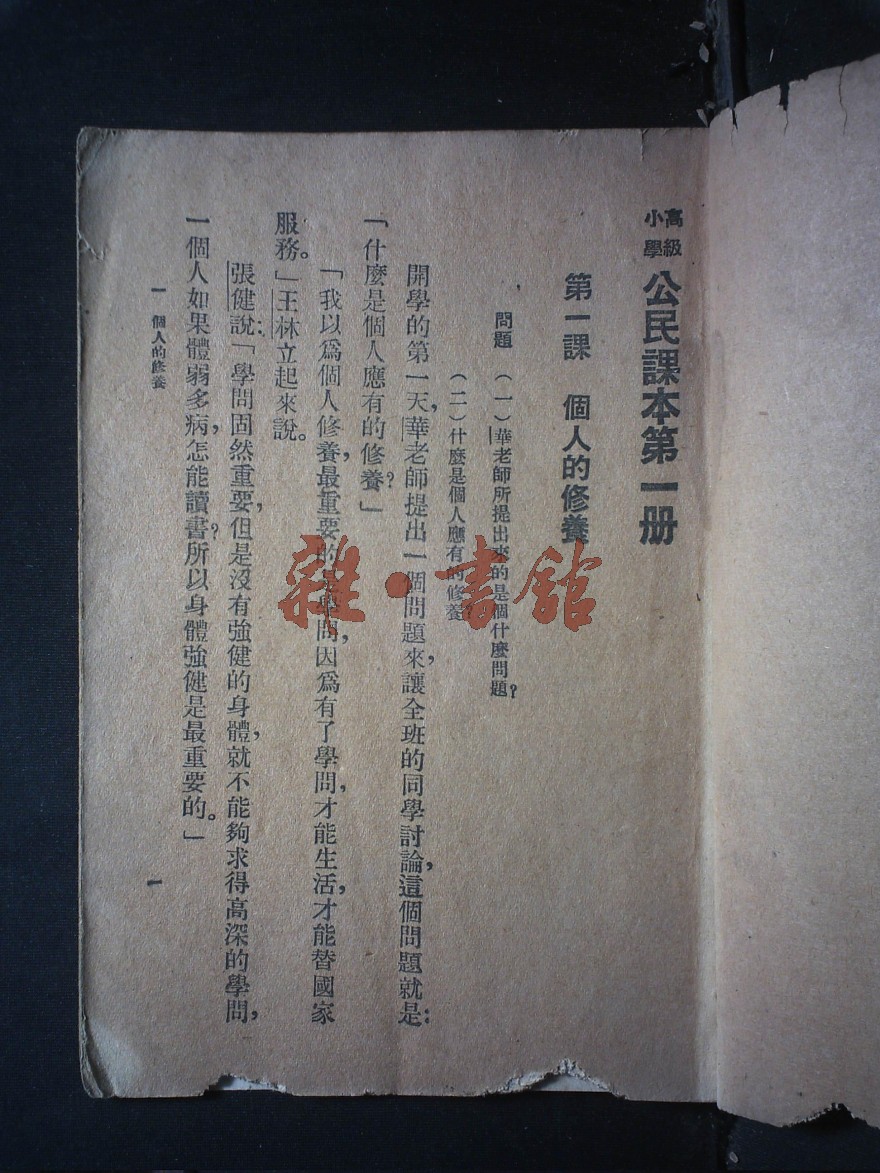 高級小學 公民課本第一册
第一課 個人的修養
問題 （一）華老師所提出來的是個什麼問題？
（二）什麼是個人應有的修養？
開學的第一天，華老師提出一個問題來，讓全班的同學討論，這個問題就是：
「什麼是個人應有的修養？」
「我以爲個人修養，最重要的是學問，因爲有了學問，才能生活，才能替國家
服務。」王林立起來說。
張健說：「學問固然重要，但是沒有強健的身體，就不能夠求得高深的學問，
一個人如果體弱多病，怎能讀書？所以身體強健是最重要的。」
一 個人的修養
一
雜·書館